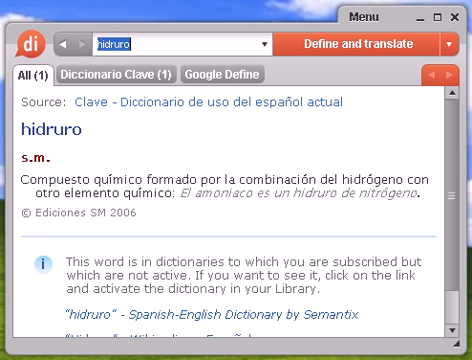 Menu
di
hidruro
Define and translate
All (1)
Diccionario Clave (1)
Google Define
Source: Clave - Diccionario de uso del español actual
hidruro
s.m.
Compuesto químico formado por la combinación del hidrógeno con
otro elemento químico: El amoniaco es un hidruro de nitrógeno.
© Ediciones SM 2006
i
This word is in dictionaries to which you are subscribed but
which are not active. If you want to see it, click on the link
and activate the dictionary in your Library.
"hidruro" - Spanish-English Dictionary by Semantix